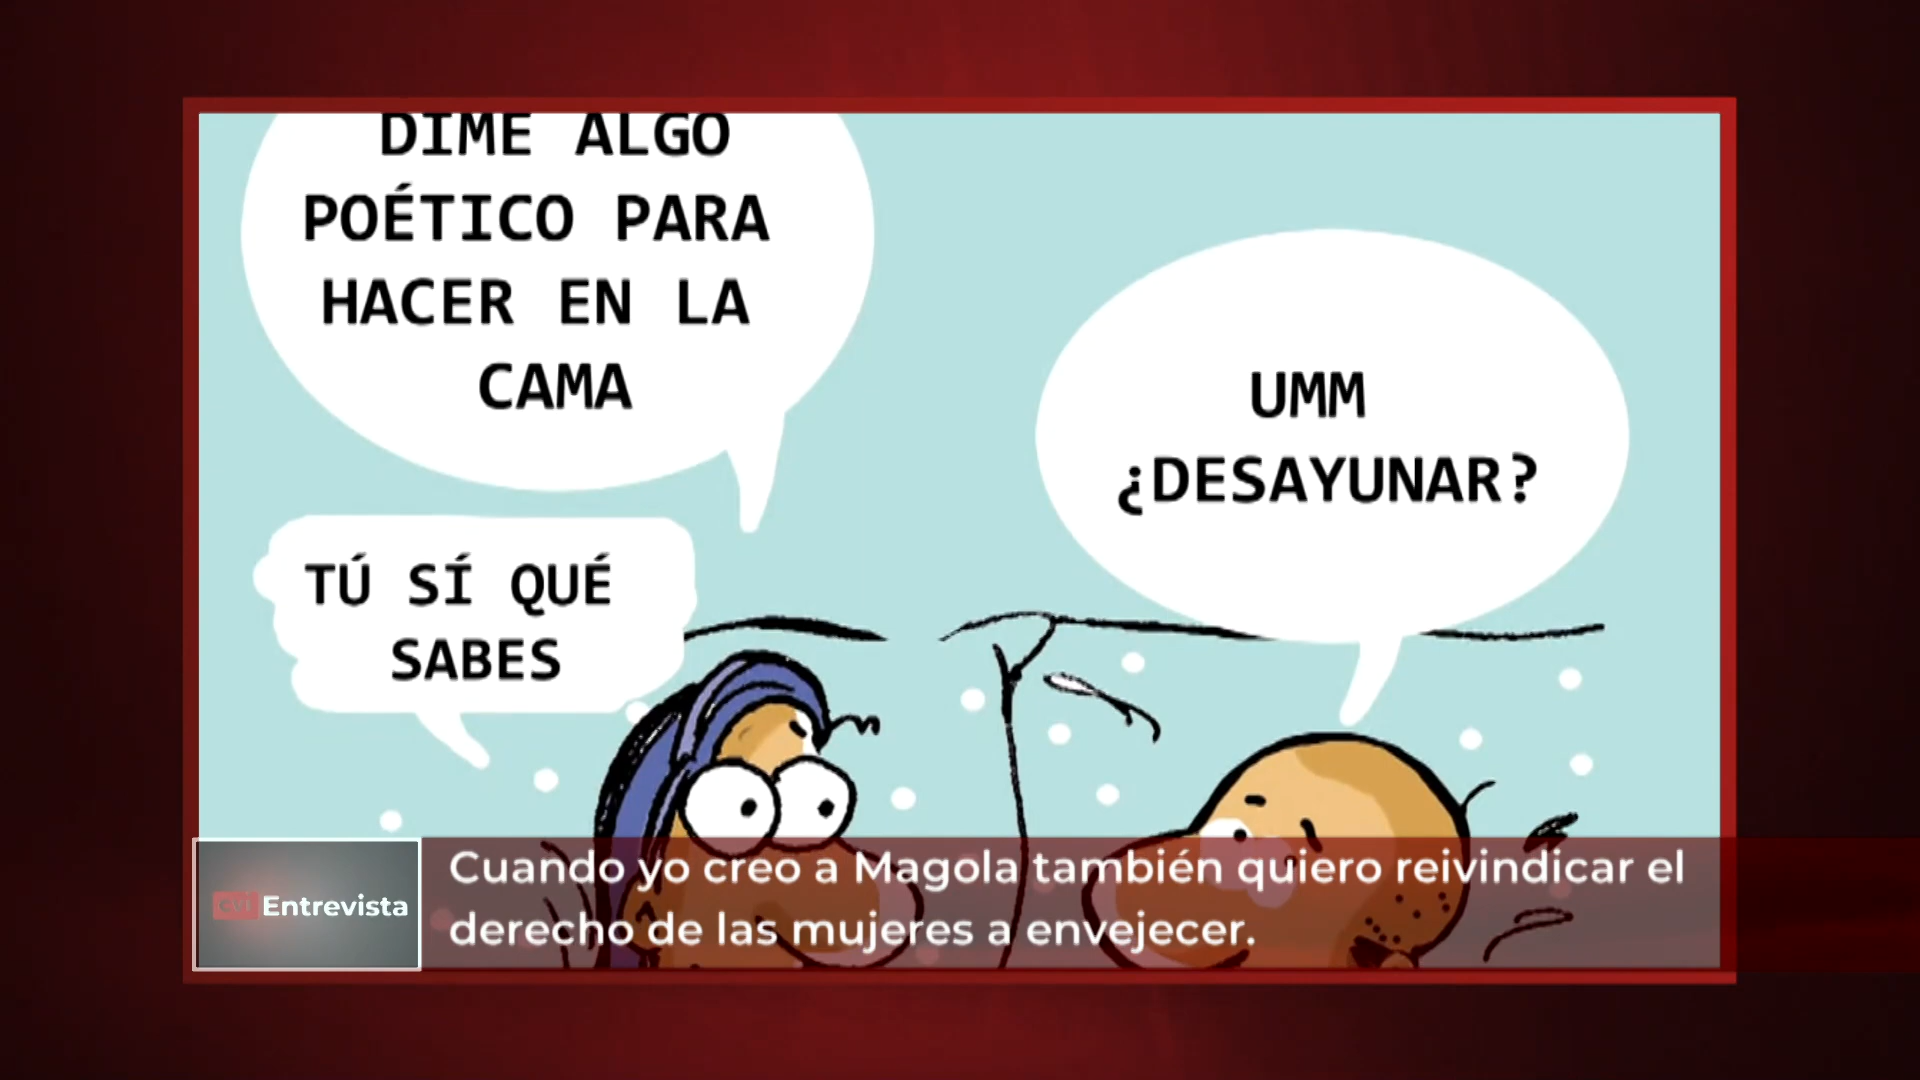 DIME ALGO
POÉTICO PARA
HACER EN LA
CAMA
UMM
¿DESAYUNAR?
TÚ SÍ QUÉ
SABES
CVi Entrevista
Cuando yo creo a Magola también quiero reivindicar el
derecho de las mujeres a envejecer.